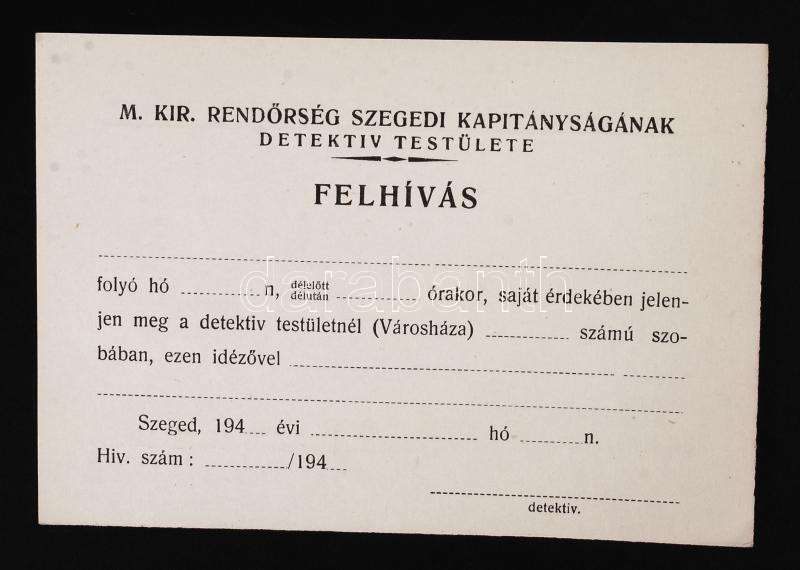 M. KIR. RENDŐRSÉG SZEGEDI KAPITÁNYSÁGÁNAK
DETEKTIV TESTÜLETE
FELHÍVÁS
folyó hó n, délelőtt délután órakor, saját érdekében jelen-
jen meg a detektiv testületnél (Városháza) számú szo-
bában, ezen idézővel
Szeged, 194 évi hó n.
Hiv. szám : /194
detektiv.
darabanth